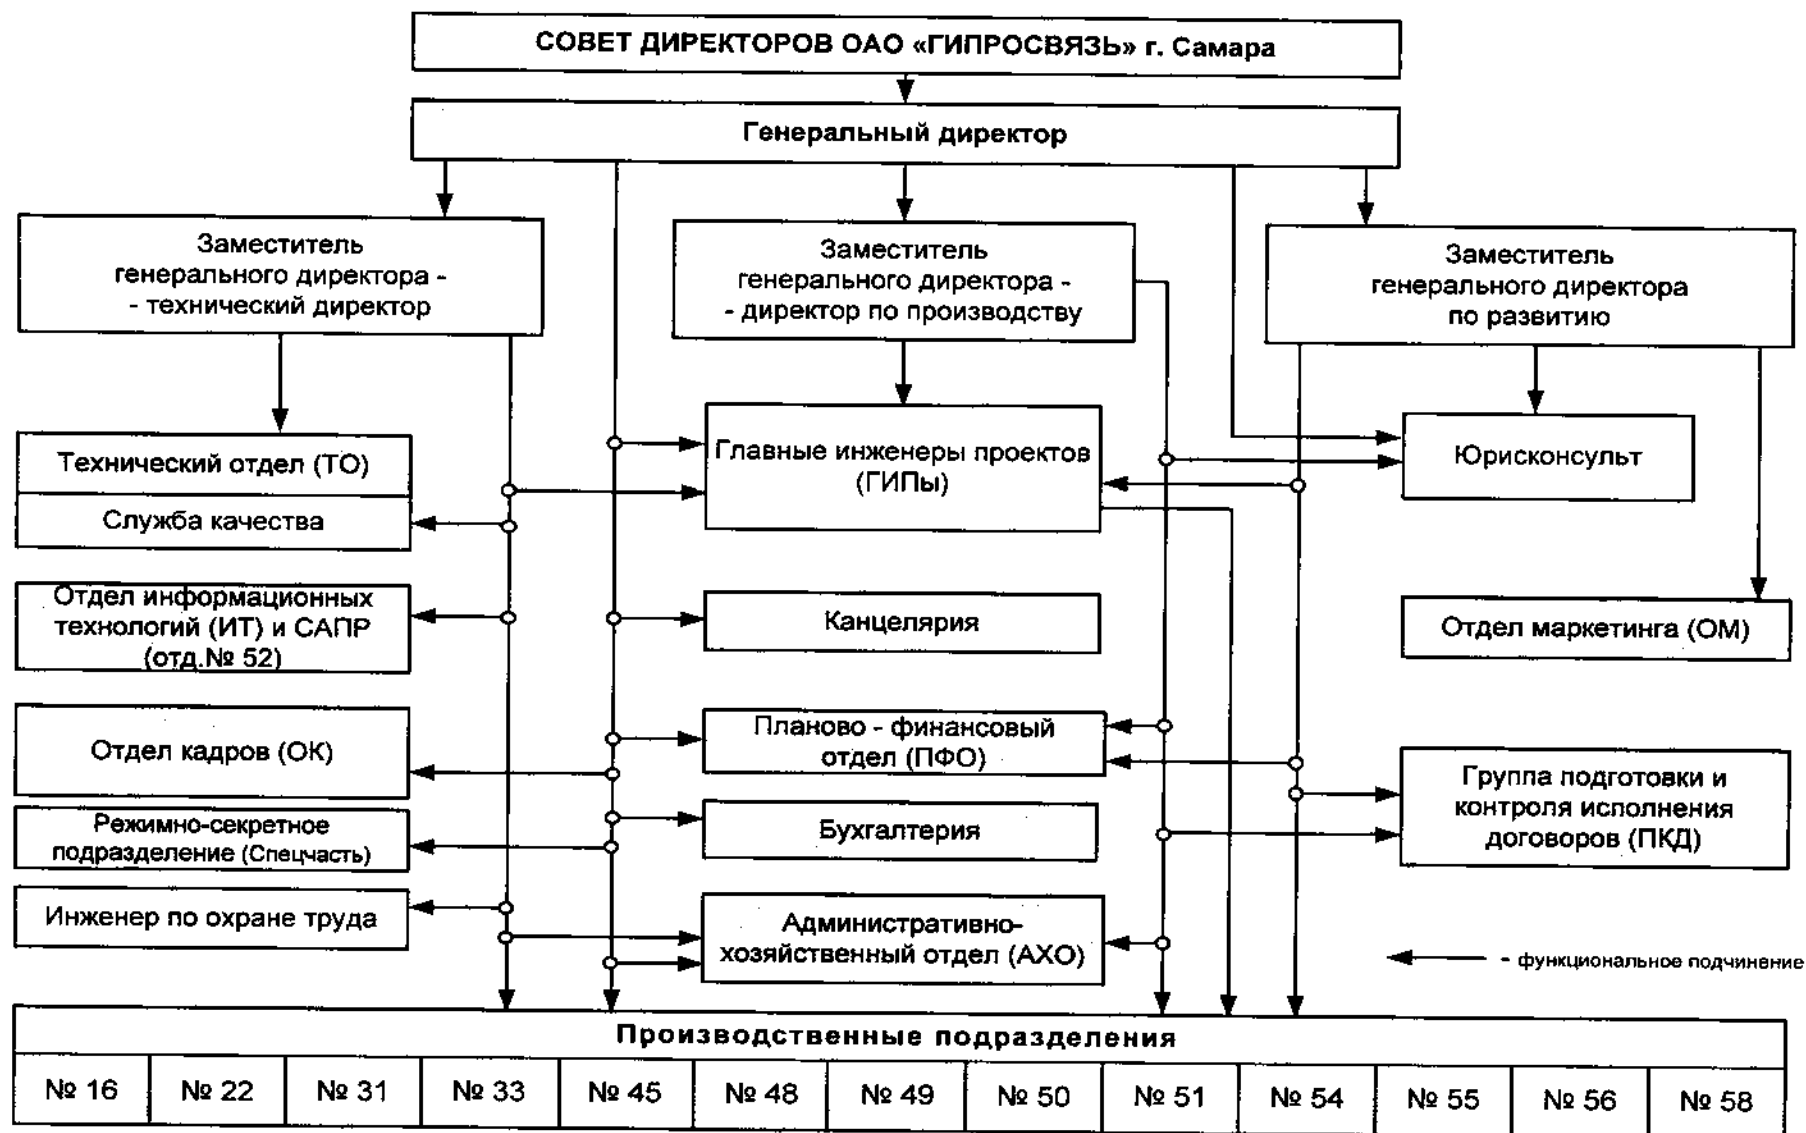 СОВЕТ ДИРЕКТОРОВ ОАО «ГИПРОСВЯЗЬ» г. Самара
Генеральный директор
Заместитель
генерального директора -
- технический директор
Заместитель
генерального директора -
- директор по производству
Заместитель
генерального директора
по развитию
Технический отдел (ТО)
Служба качества
Главные инженеры проектов
(ГИПы)
Юрисконсульт
Отдел информационных
технологий (ИТ) и САПР
(отд.№ 52)
Канцелярия
Отдел маркетинга (ОМ)
Отдел кадров (ОК)
Планово - финансовый
отдел (ПФО)
Группа подготовки и
контроля исполнения
договоров (ПКД)
Режимно-секретное
подразделение (Спецчасть)
Бухгалтерия
Инженер по охране труда
Административно-
хозяйственный отдел (АХО)
- функциональное подчинение
Производственные подразделения
№ 16 № 22 № 31 № 33 № 45 № 48 № 49 № 50 № 51 № 54 № 55 № 56 № 58